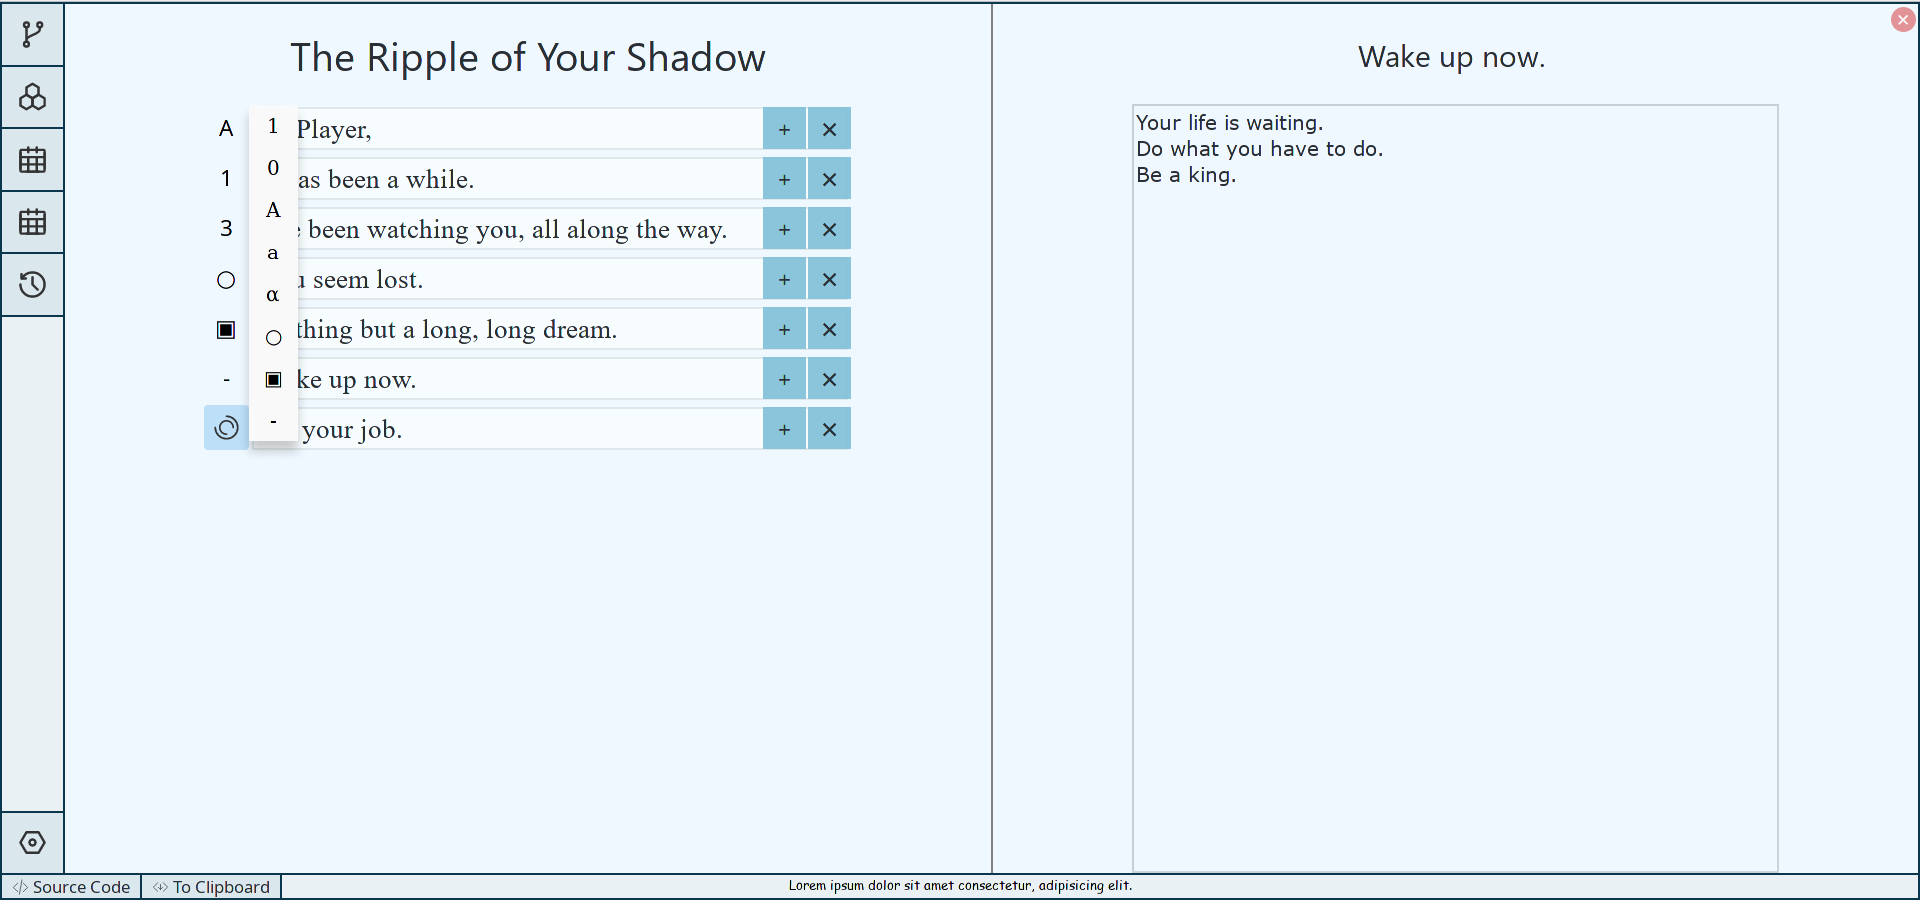 The Ripple of Your Shadow
A Player,
1 as been a while.
3 been watching you, all along the way.
○ seem lost.
▣ thing but a long, long dream.
- ke up now.
your job.
1
0
A
a
α
○
▣
-
Wake up now.
Your life is waiting.
Do what you have to do.
Be a king.
Source Code
To Clipboard
Lorem ipsum dolor sit amet consectetur, adipisicing elit.